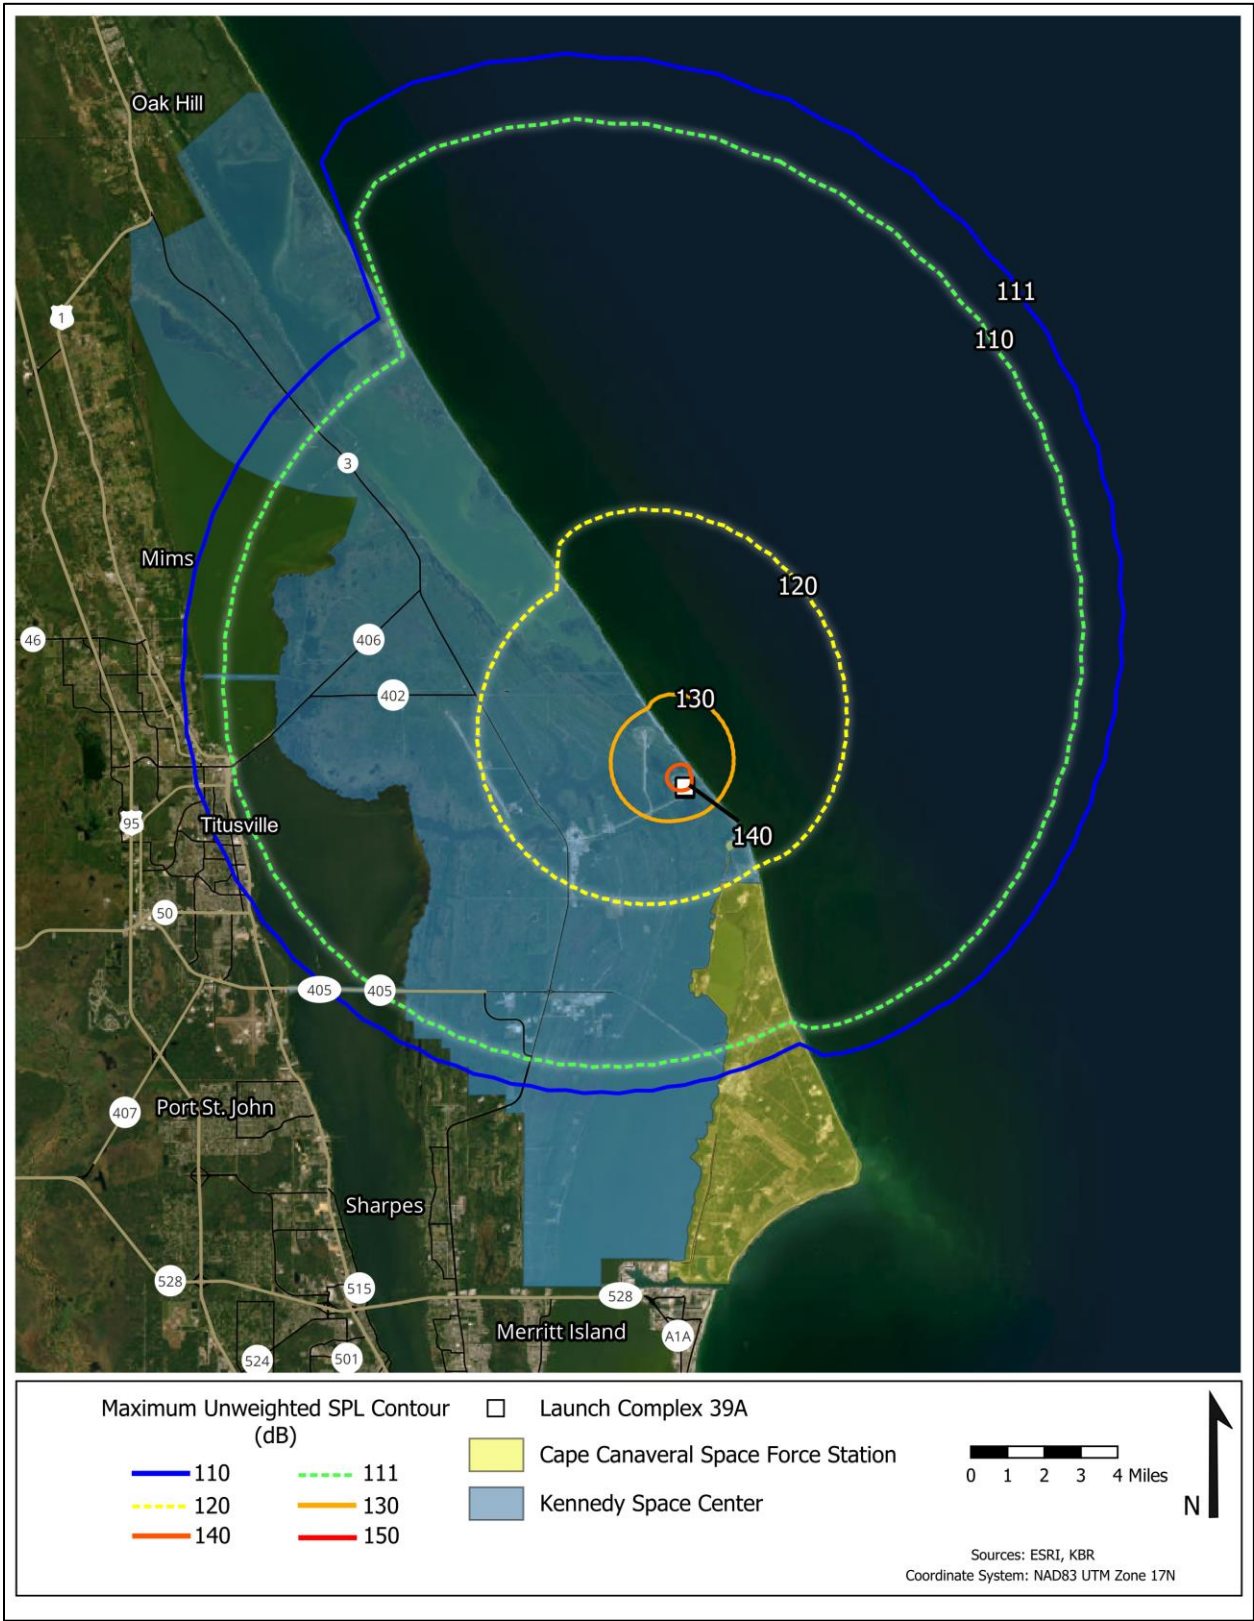 Oak Hill
1
111
110
3
Mims
120
46
406
402
130
95
Titusville
140
50
405
405
407
Port St. John
Sharpes
528
515
528
Merritt Island
A1A
524
501
Maximum Unweighted SPL Contour
(dB)
110
111
120
130
140
150
Launch Complex 39A
Cape Canaveral Space Force Station
Kennedy Space Center
0 1 2 3 4 Miles
N
Sources: ESRI, KBR
Coordinate System: NAD83 UTM Zone 17N